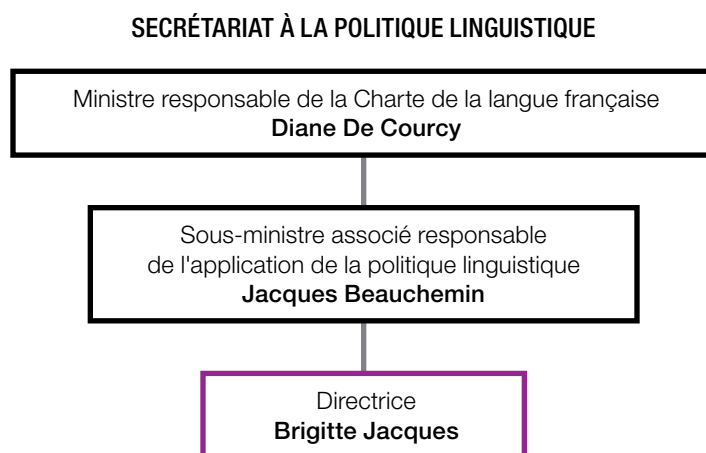 SECRÉTARIAT À LA POLITIQUE LINGUISTIQUE
Ministre responsable de la Charte de la langue française
Diane De Courcy
Sous-ministre associé responsable
de l'application de la politique linguistique
Jacques Beauchemin
Directrice
Brigitte Jacques